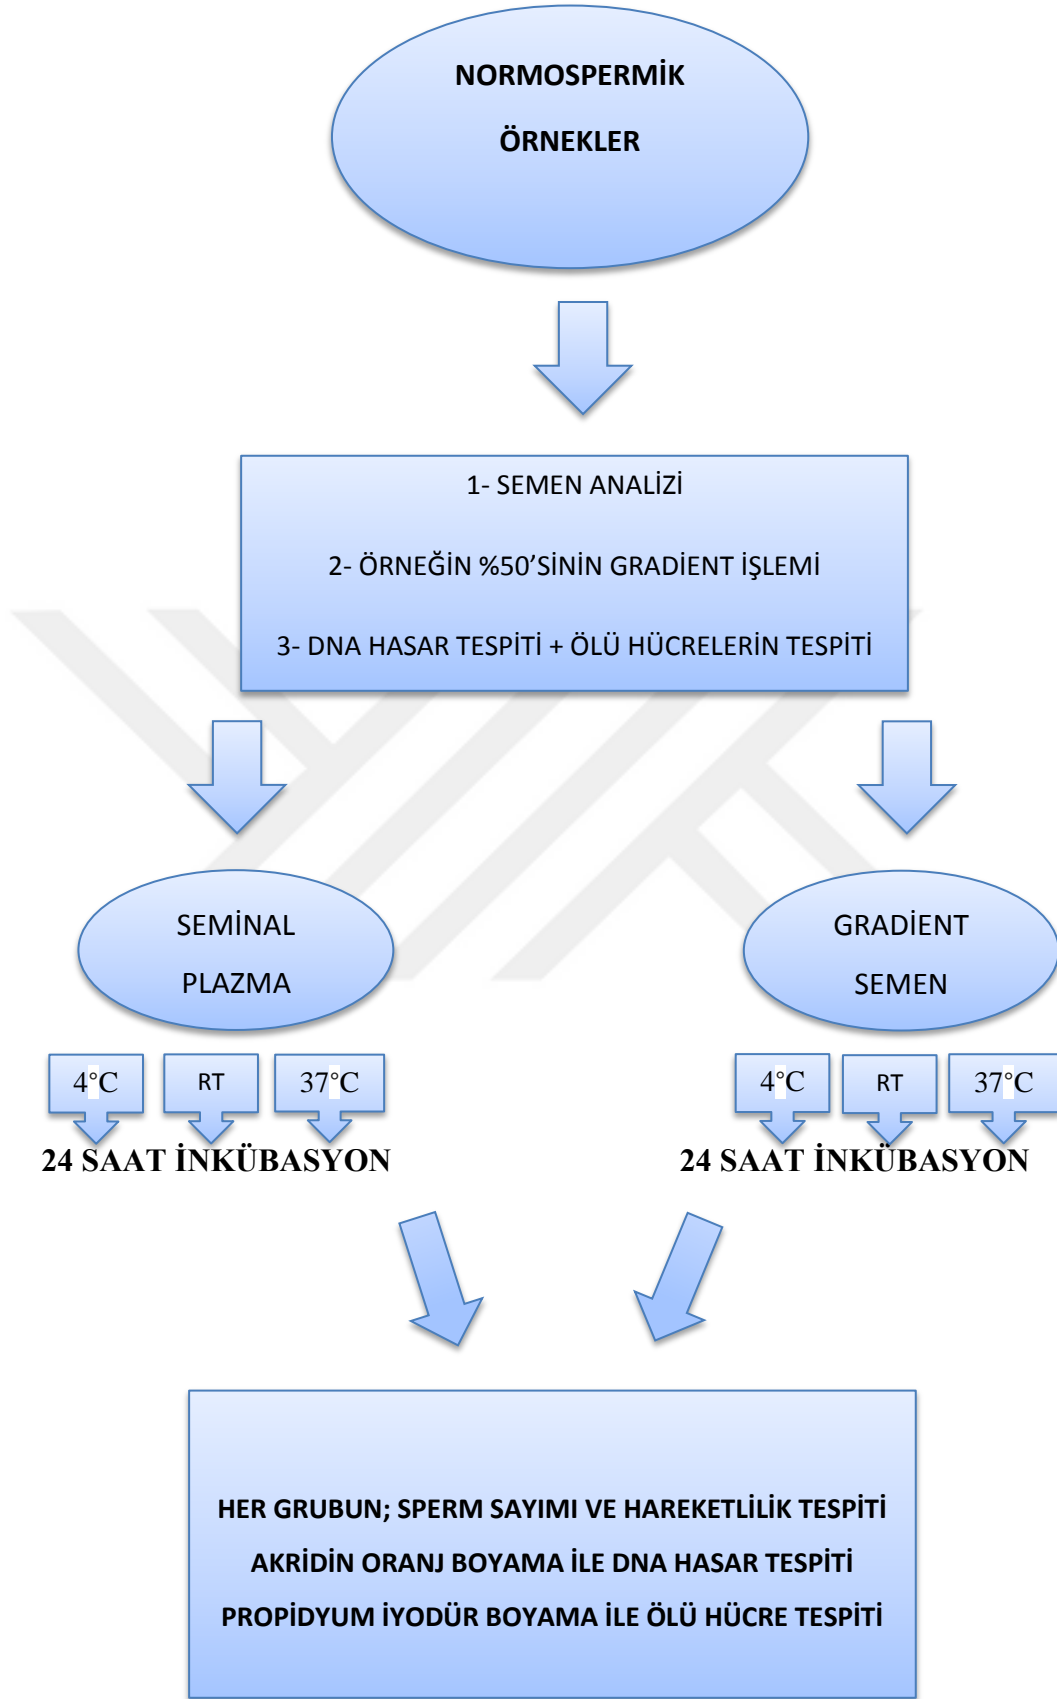 NORMOSPERMİK
ÖRNEKLER
1- SEMEN ANALİZİ
2- ÖRNEĞİN %50’SİNİN GRADİENT İŞLEMİ
3- DNA HASAR TESPİTİ + ÖLÜ HÜCRELERİN TESPİTİ
SEMİNAL
PLAZMA
GRADİENT
SEMEN
4°C RT 37°C
4°C RT 37°C
24 SAAT İNKÜBASYON
24 SAAT İNKÜBASYON
HER GRUBUN; SPERM SAYIMI VE HAREKETLİLİK TESPİTİ
AKRİDİN ORANJ BOYAMA İLE DNA HASAR TESPİTİ
PROPİDYUM İYODÜR BOYAMA İLE ÖLÜ HÜCRE TESPİTİ